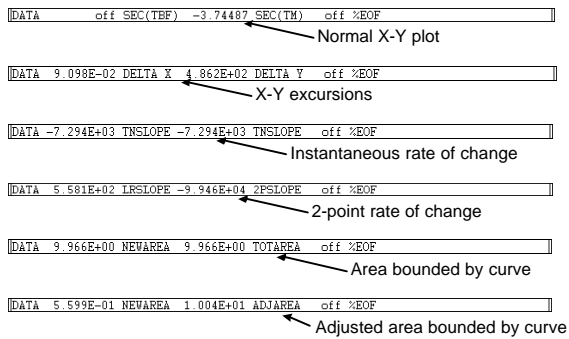 DATA off SEC(TBF) -3.74487 SEC(TM) off %EOF
Normal X-Y plot
DATA 9.098E-02 DELTA X 4.862E+02 DELTA Y off %EOF
X-Y excursions
DATA -7.294E+03 TNSLOPE -7.294E+03 TNSLOPE off %EOF
Instantaneous rate of change
DATA 5.581E+02 LRSLOPE -9.946E+04 2PSLOPE off %EOF
2-point rate of change
DATA 9.966E+00 NEWAREA 9.966E+00 TOTAREA off %EOF
Area bounded by curve
DATA 5.599E-01 NEWAREA 1.004E+01 ADJAREA off %EOF
Adjusted area bounded by curve